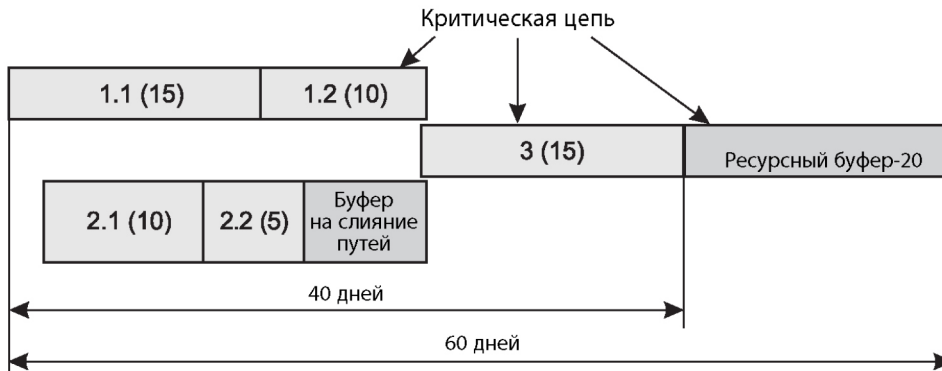 Критическая цепь
1.1 (15)
1.2 (10)
3 (15)
Ресурсный буфер-20
2.1 (10)
2.2 (5)
Буфер
на слияние
путей
40 дней
60 дней